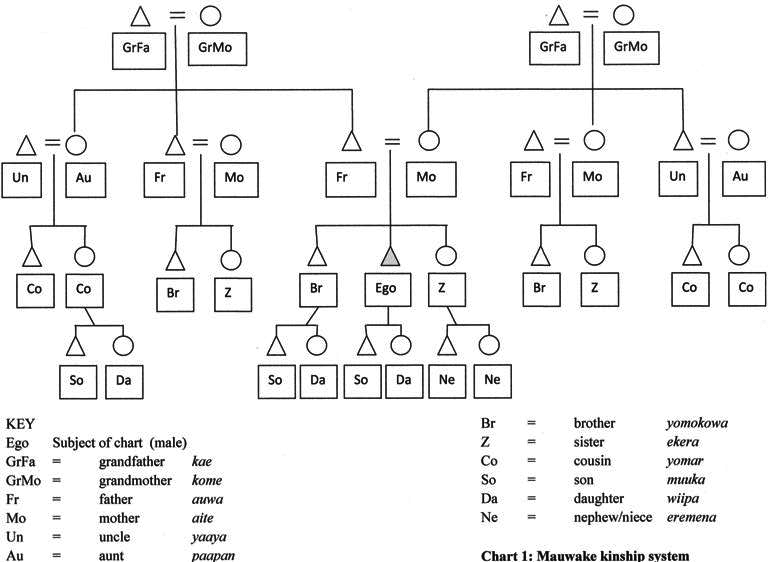 GrFa GrMo GrFa GrMo
Un Au Fr Mo Fr Mo Fr Mo Un Au
Co Co Br Z Br Ego Z Br Z Co Co
So Da So Da So Da Ne Ne
KEY
Ego Subject of chart (male)
GrFa = grandfather kae
GrMo = grandmother kome
Fr = father auwa
Mo = mother aite
Un = uncle yaaya
Au = aunt paapan
Br = brother yomokowa
Z = sister ekera
Co = cousin yomar
So = son muuka
Da = daughter wiipa
Ne = nephew/niece eremena
Chart 1: Mauwake kinship system